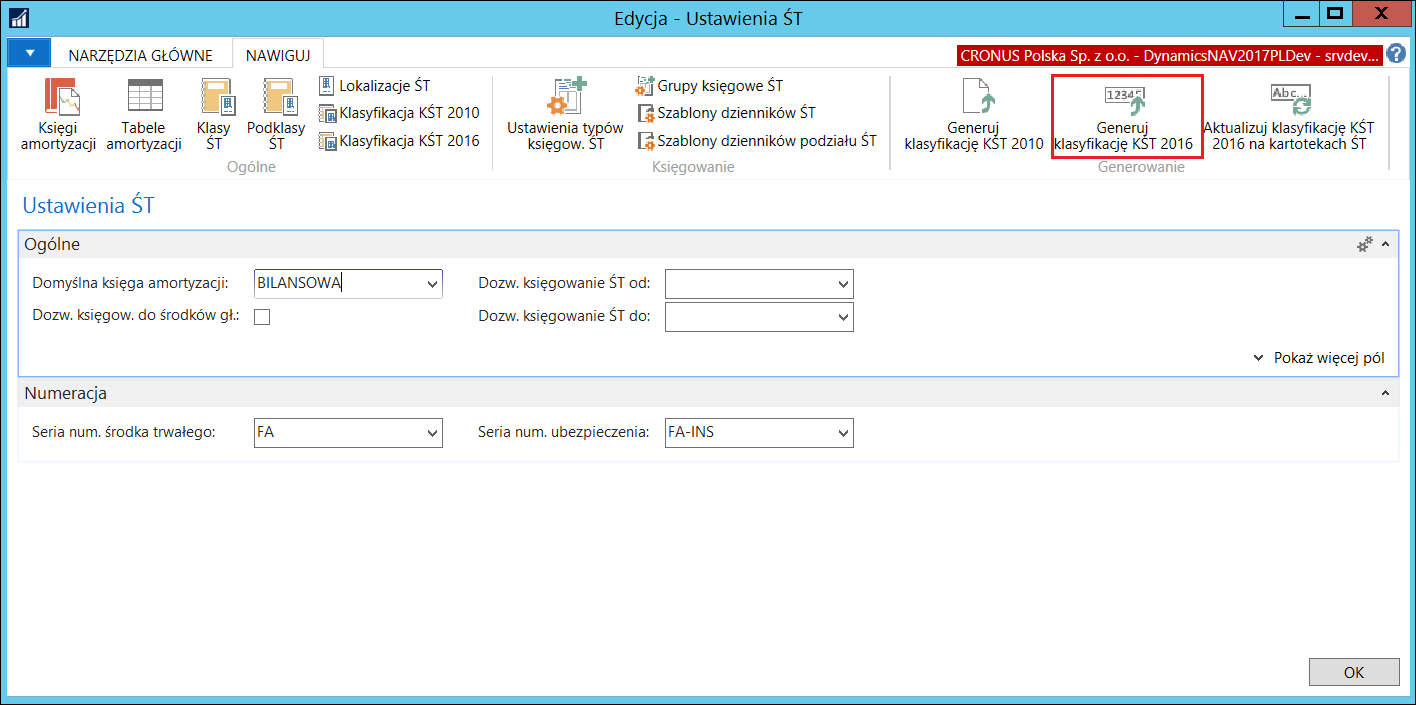 Edycja - Ustawienia ŚT
NARZĘDZIA GŁÓWNE
NAWIGUJ
CRONUS Polska Sp. z o.o. - DynamicsNAV2017PLDev - srvdev...
Księgi
amortyzacji
Tabele
amortyzacji
Klasy
ŚT
Podklasy
ŚT
Lokalizacje ŚT
Klasyfikacja KŚT 2010
Klasyfikacja KŚT 2016
Ogólne
Ustawienia typów
księgow. ŚT
Grupy księgowe ŚT
Szablony dzienników ŚT
Szablony dzienników podziału ŚT
Księgowanie
Generuj
klasyfikację KŚT 2010
Generuj
klasyfikację KŚT 2016
Aktualizuj klasyfikację KŚT
2016 na kartotekach ŚT
Generowanie
Ustawienia ŚT
Ogólne
Domyślna księga amortyzacji: BILANSOWA
Dozw. księgowanie ŚT od:
Dozw. księgow. do środków gł.:
Dozw. księgowanie ŚT do:
Pokaż więcej pól
Numeracja
Seria num. środka trwałego: FA
Seria num. ubezpieczenia: FA-INS
OK